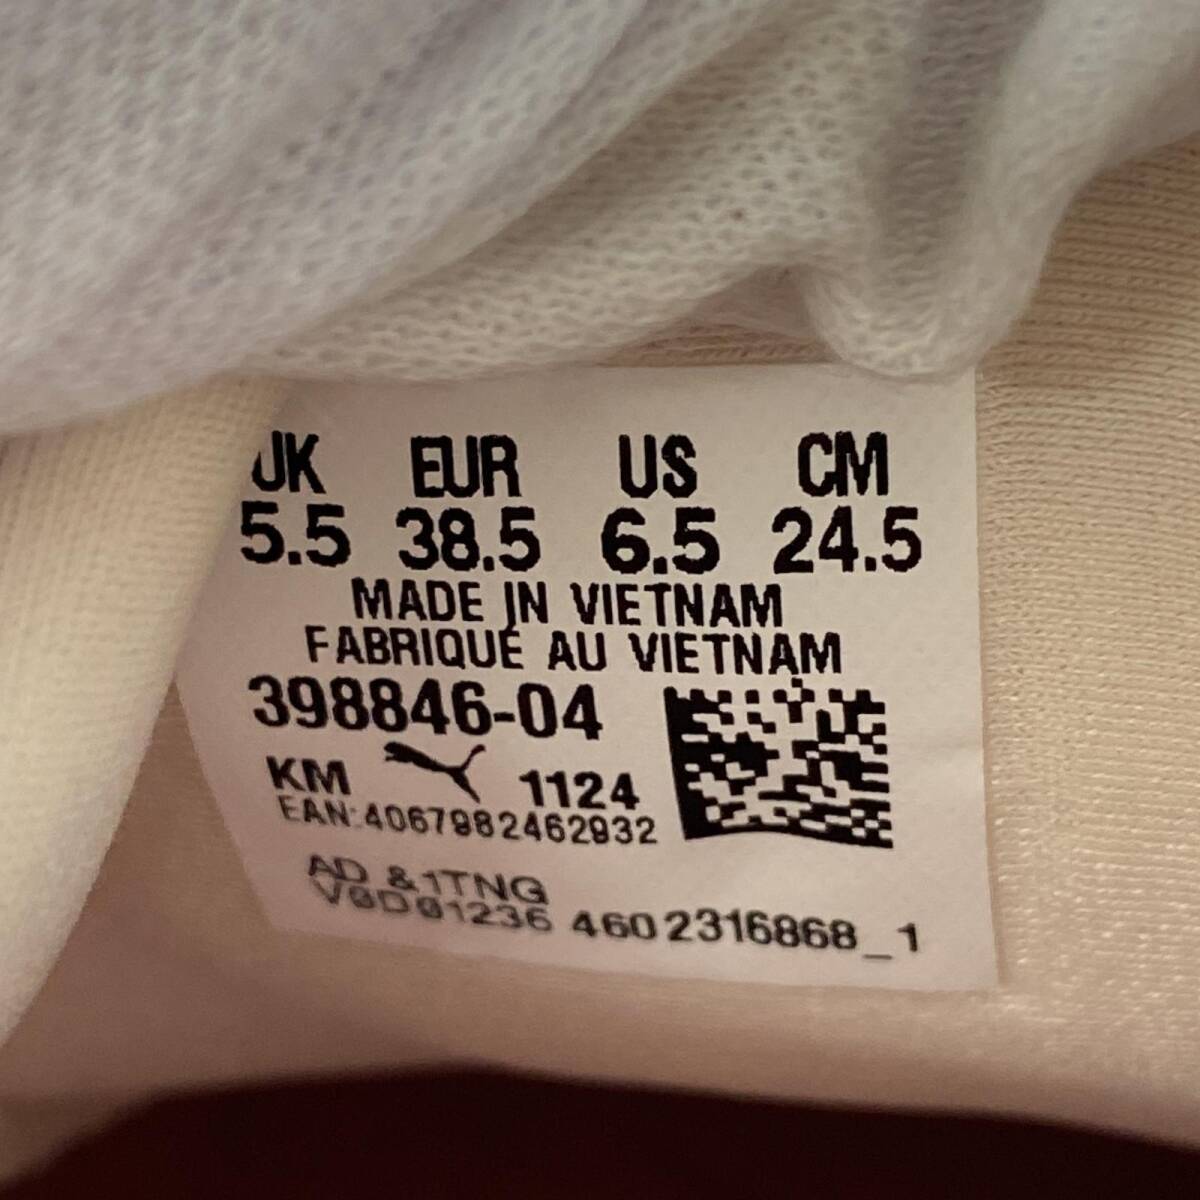 UK EUR US CM
5.5 38.5 6.5 24.5
MADE IN VIETNAM
FABRIQUÉ AU VIETNAM
398846-04
KM 1124
EAN:4067982462932
AD &1TNG
V0D01236 4602316868_1